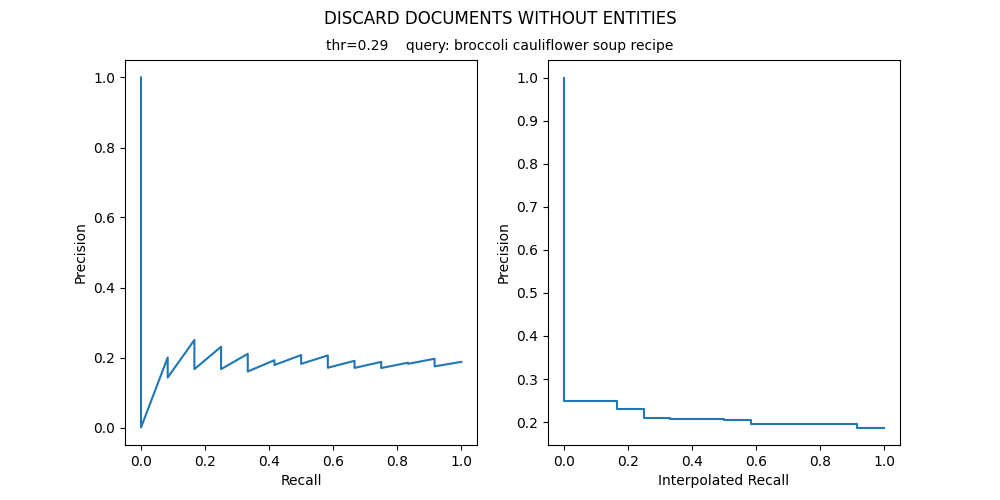 DISCARD DOCUMENTS WITHOUT ENTITIES
thr=0.29    query: broccoli cauliflower soup recipe
Precision
1.0
0.8
0.6
0.4
0.2
0.0
0.0 0.2 0.4 0.6 0.8 1.0
Recall
Precision
1.0
0.9
0.8
0.7
0.6
0.5
0.4
0.3
0.2
0.0 0.2 0.4 0.6 0.8 1.0
Interpolated Recall